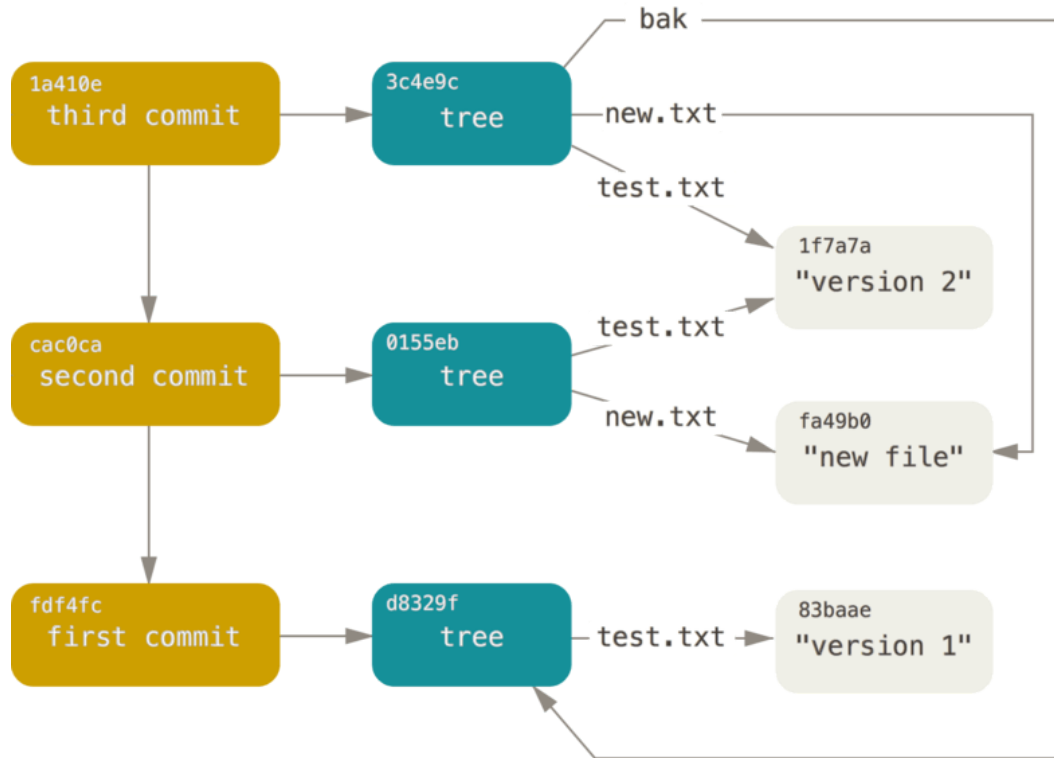 bak
1a410e
third commit
3c4e9c
tree
new.txt
test.txt
1f7a7a
"version 2"
cac0ca
second commit
0155eb
tree
test.txt
new.txt
fa49b0
"new file"
fdf4fc
first commit
d8329f
tree
test.txt
83baae
"version 1"